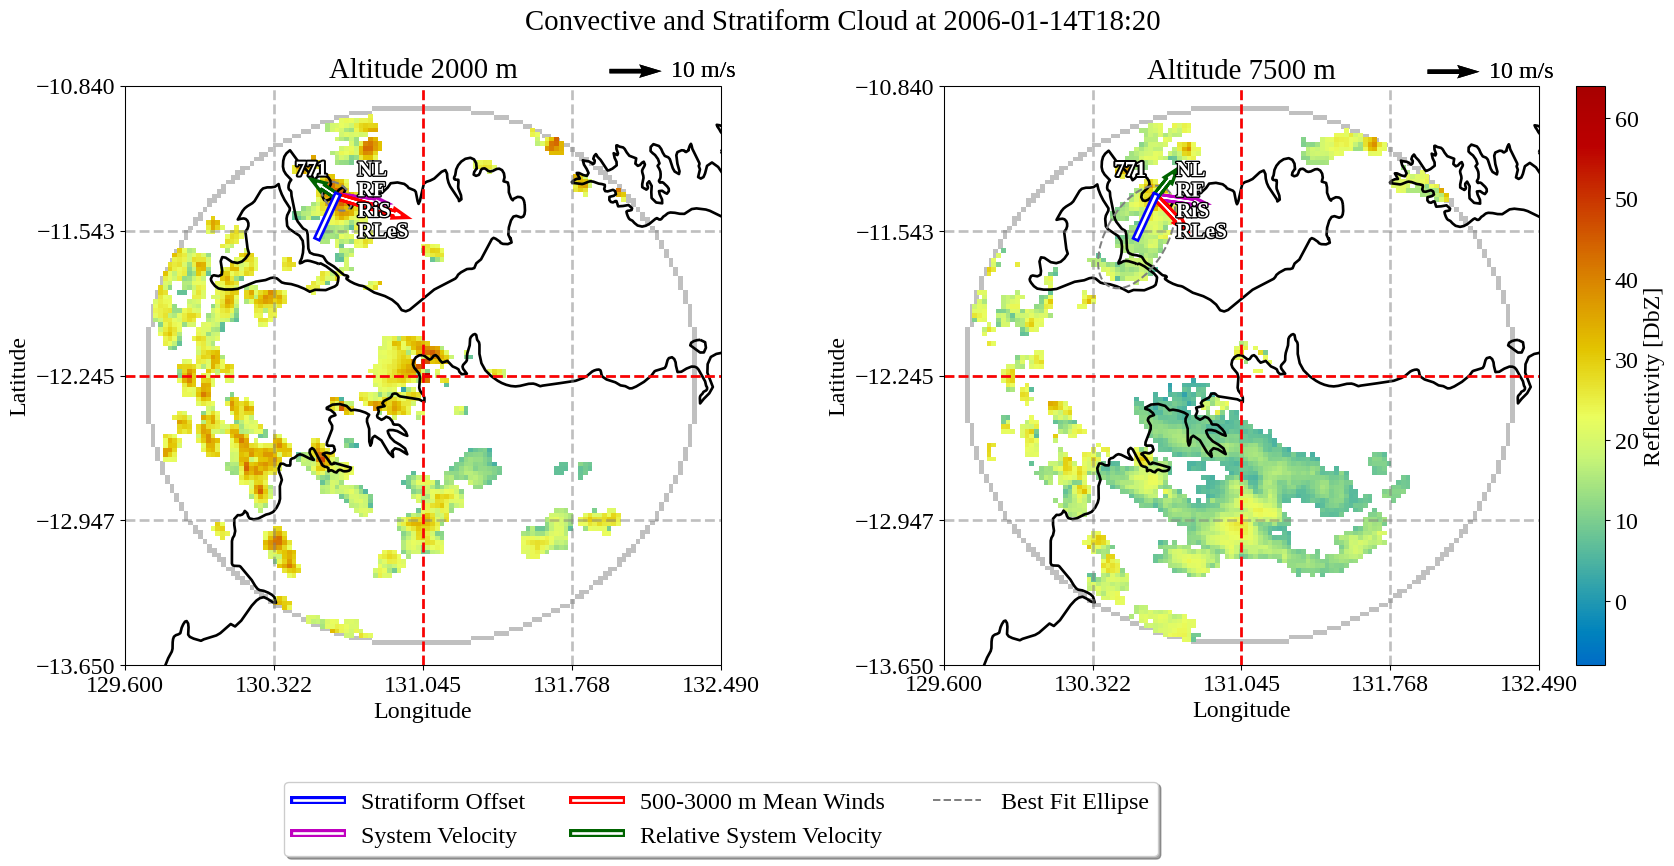 Convective and Stratiform Cloud at 2006-01-14T18:20
Altitude 2000 m
10 m/s
Altitude 7500 m
10 m/s
−10.840
−11.543
−12.245
−12.947
−13.650
Latitude
129.600
130.322
131.045
131.768
132.490
Longitude
771
NL
RF
RiS
RLeS
−10.840
−11.543
−12.245
−12.947
−13.650
Latitude
129.600
130.322
131.045
131.768
132.490
Longitude
771
NL
RF
RiS
RLeS
60
50
40
30
20
10
0
Reflectivity [DbZ]
Stratiform Offset
System Velocity
500-3000 m Mean Winds
Relative System Velocity
Best Fit Ellipse